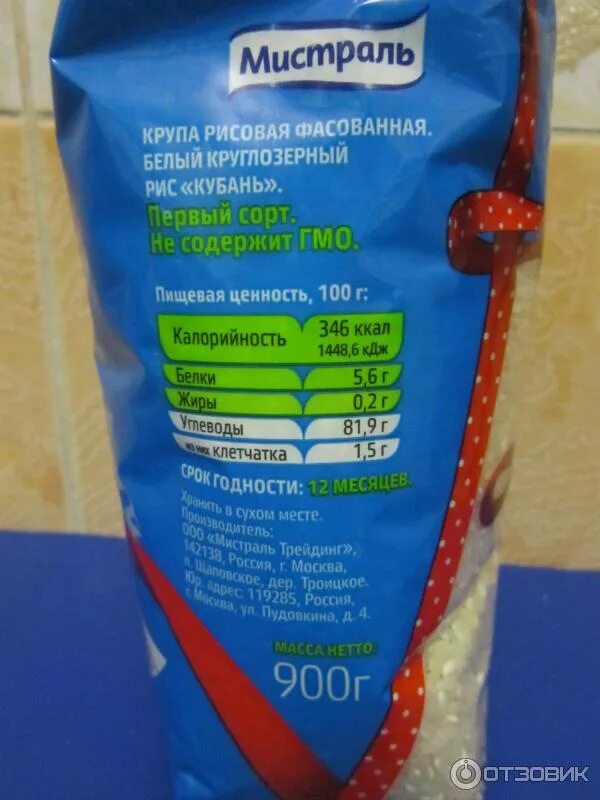 Мистраль
КРУПА РИСОВАЯ ФАСОВАННАЯ.
БЕЛЫЙ КРУГЛОЗЕРНЫЙ
РИС «КУБАНЬ».
Первый сорт.
Не содержит ГМО.
Пищевая ценность, 100 г:
Калорийность 346 ккал
1448,6 кДж
Белки 5,6 г
Жиры 0,2 г
Углеводы 81,9 г
из них клетчатка 1,5 г
СРОК ГОДНОСТИ: 12 МЕСЯЦЕВ.
Хранить в сухом месте.
Производитель:
ООО «Мистраль Трейдинг»,
142138, Россия, г. Москва,
п. Щаповское, дер. Троицкое.
Юр. адрес: 119285, Россия,
г. Москва, ул. Пудовкина, д. 4.
МАССА НЕТТО:
900г
ОТЗОВИК